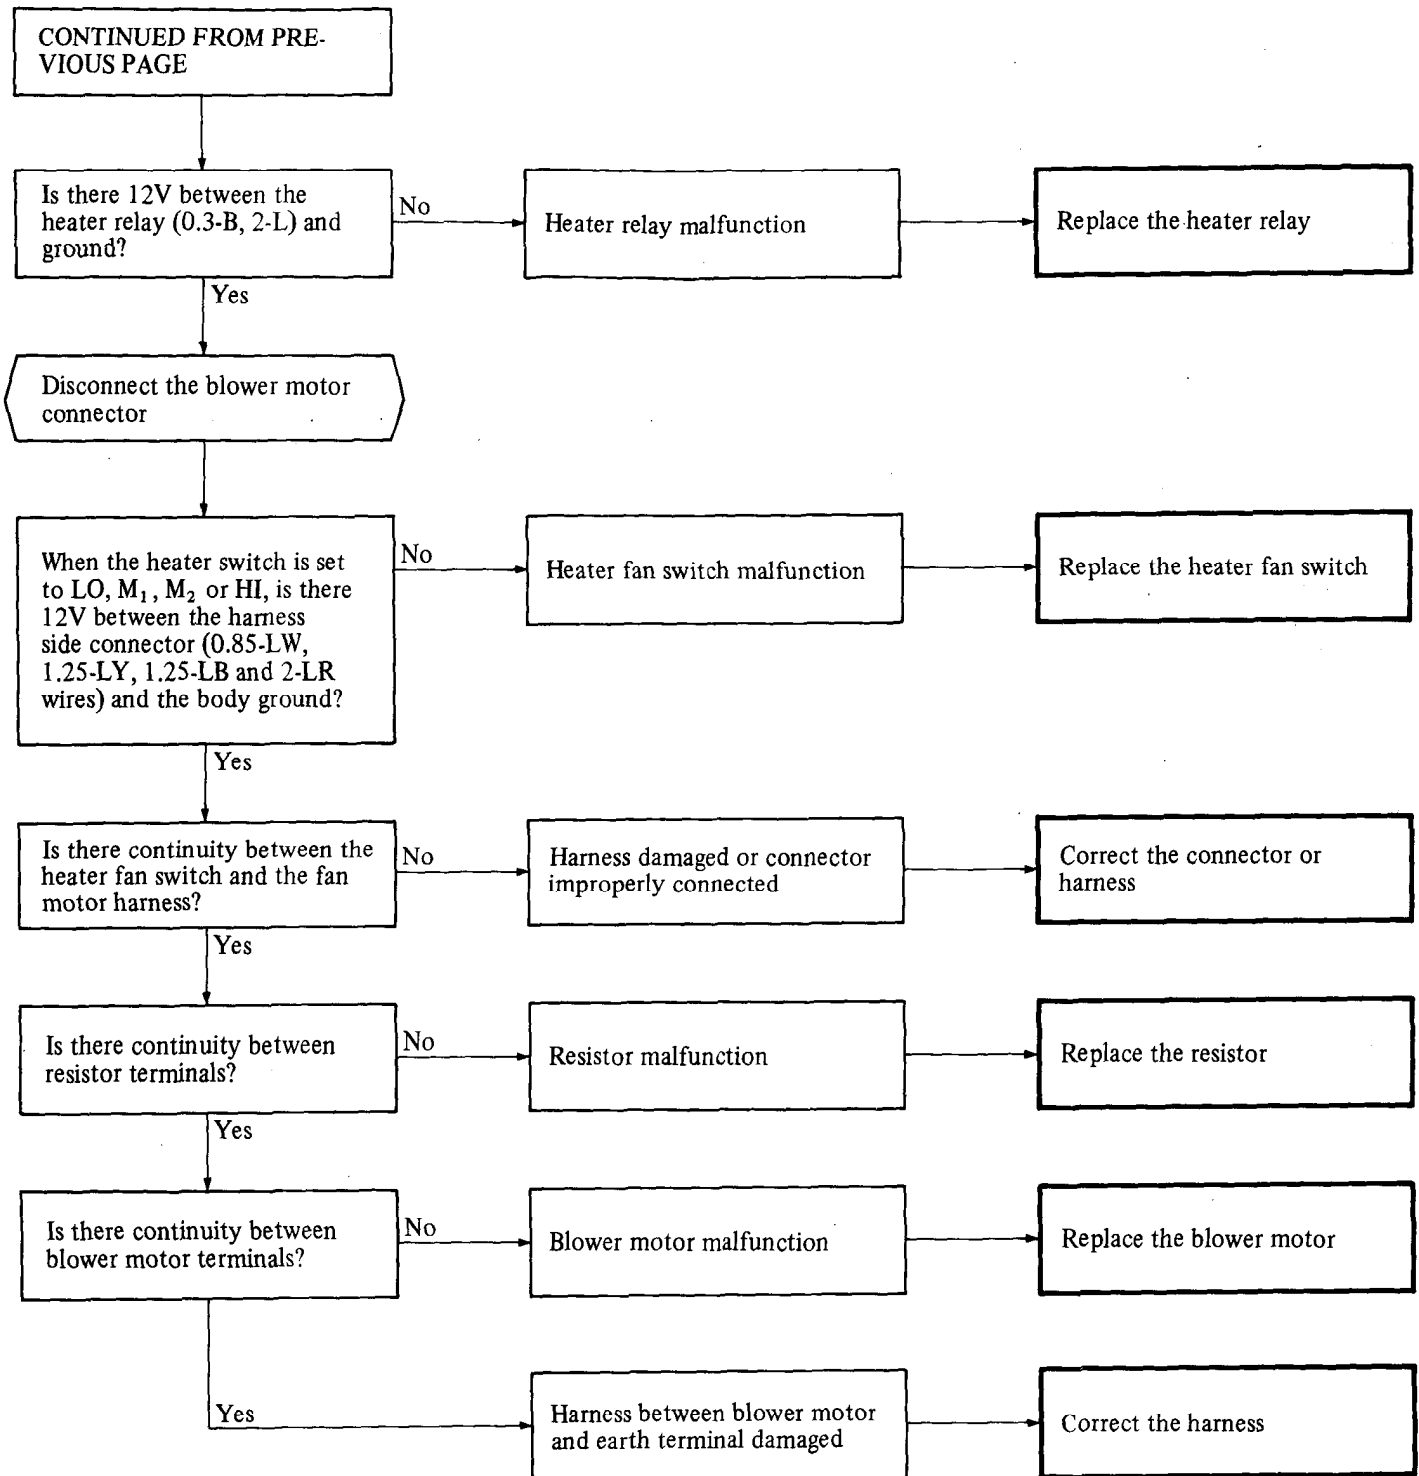 CONTINUED FROM PRE-
VIOUS PAGE
Is there 12V between the
heater relay (0.3-B, 2-L) and
ground?
No
Heater relay malfunction
Replace the heater relay
Yes
Disconnect the blower motor
connector
When the heater switch is set
to LO, M₁, M₂ or HI, is there
12V between the harness
side connector (0.85-LW,
1.25-LY, 1.25-LB and 2-LR
wires) and the body ground?
No
Heater fan switch malfunction
Replace the heater fan switch
Yes
Is there continuity between the
heater fan switch and the fan
motor harness?
No
Harness damaged or connector
improperly connected
Correct the connector or
harness
Yes
Is there continuity between
resistor terminals?
No
Resistor malfunction
Replace the resistor
Yes
Is there continuity between
blower motor terminals?
No
Blower motor malfunction
Replace the blower motor
Yes
Harness between blower motor
and earth terminal damaged
Correct the harness